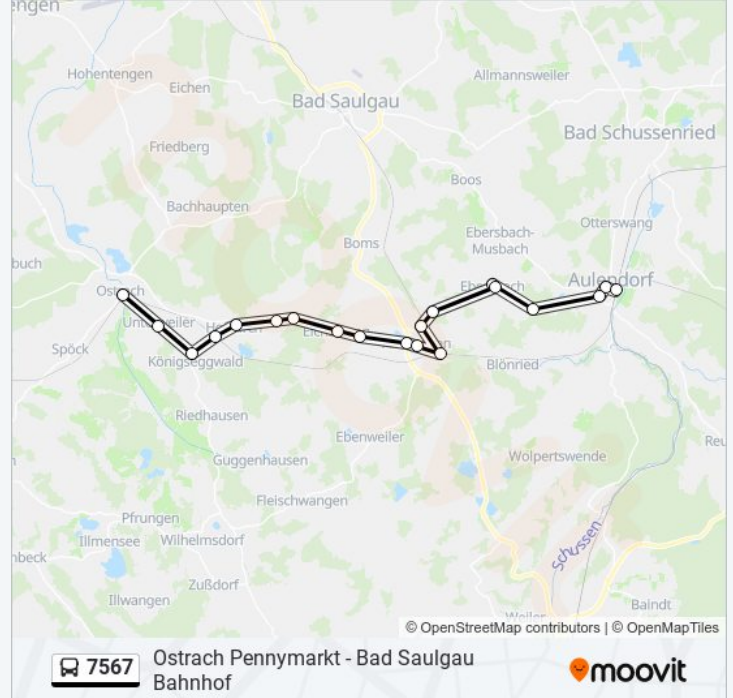 Hohentengen
Eichen
Allmannsweiler
Bad Saulgau
Bad Schussenried
Friedberg
Boos
Bachhaupten
Otterswang
Ebersbach-
Musbach
Boms
buch
Aulendorf
Spöck
Königseggwald
Blönried
Riedhausen
Ebenweiler
Guggenhausen
Wolpertswende
Fleischwangen
Pfrungen
Illmensee
Wilhelmsdorf
Schussen
Zußdorf
Illwangen
Baindt
© OpenStreetMap contributors | © OpenMapTiles
7567
Ostrach Pennymarkt - Bad Saulgau
Bahnhof
moovit